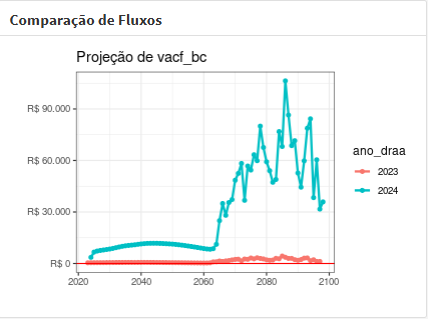 Comparação de Fluxos
Projeção de vacf_bc
R$ 90.000
R$ 60.000
R$ 30.000
R$ 0
2020
2040
2060
2080
2100
ano_draa
2023
2024